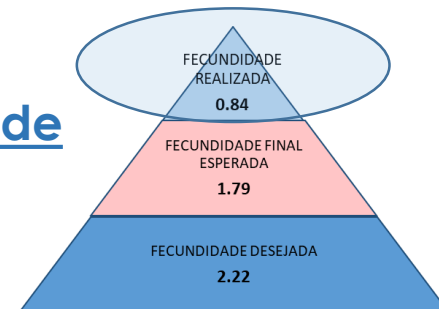 de
FECUNDIDADE
REALIZADA
0.84
FECUNDIDADE FINAL
ESPERADA
1.79
FECUNDIDADE DESEJADA
2.22